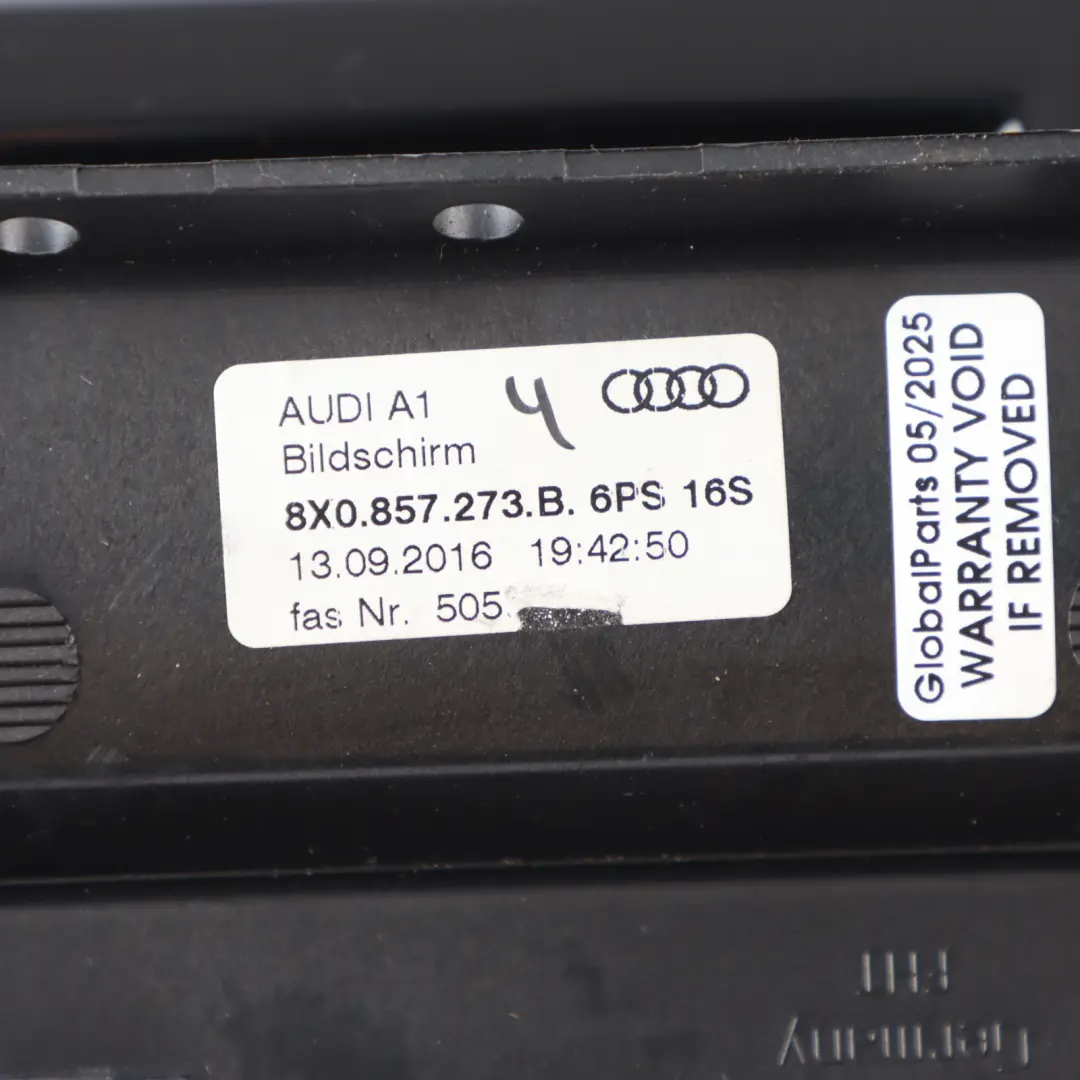 AUDI A1 4
Bildschirm
8X0.857.273.B. 6PS 16S
13.09.2016 19:42:50
fas Nr. 505
GlobalParts 05/2025
WARRANTY VOID
IF REMOVED
Germany